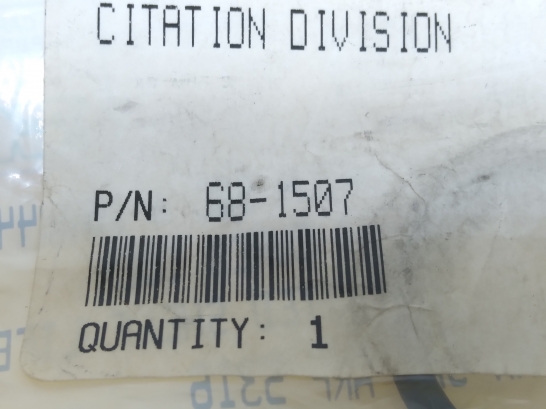 CITATION DIVISION
P/N: 68-1507
QUANTITY: 1